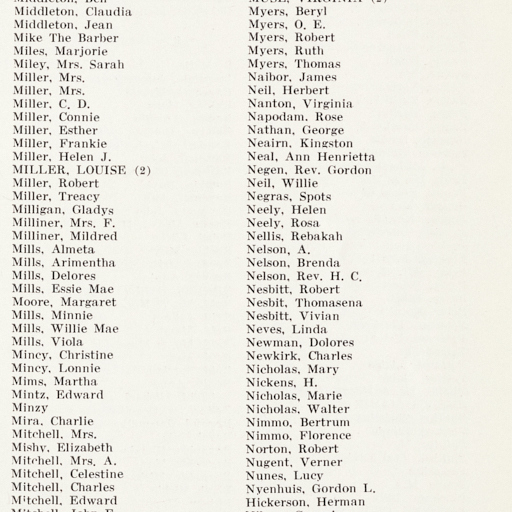 Middleton, Ben
Middleton, Claudia
Middleton, Jean
Mike The Barber
Miles, Marjorie
Miley, Mrs. Sarah
Miller, Mrs.
Miller, Mrs.
Miller, C. D.
Miller, Connie
Miller, Esther
Miller, Frankie
Miller, Helen J.
MILLER, LOUISE (2)
Miller, Robert
Miller, Treacy
Milligan, Gladys
Milliner, Mrs. F.
Milliner, Mildred
Mills, Almeta
Mills, Arimentha
Mills, Delores
Mills, Essie Mae
Moore, Margaret
Mills, Minnie
Mills, Willie Mae
Mills, Viola
Mincy, Christine
Mincy, Lonnie
Mims, Martha
Mintz, Edward
Minzy
Mira, Charlie
Mitchell, Mrs.
Mishy, Elizabeth
Mitchell, Mrs. A.
Mitchell, Celestine
Mitchell, Charles
Mitchell, Edward
Mitchell, John F.
MUSE, VIRGINIA (2)
Myers, Beryl
Myers, O. E.
Myers, Robert
Myers, Ruth
Myers, Thomas
Naibor, James
Neil, Herbert
Nanton, Virginia
Napodam. Rose
Nathan, George
Neairn, Kingston
Neal, Ann Henrietta
Negen, Rev. Gordon
Neil, Willie
Negras, Spots
Neely, Helen
Neely, Rosa
Nellis, Rebakah
Nelson, A.
Nelson, Brenda
Nelson, Rev. H. C.
Nesbitt, Robert
Nesbit, Thomasena
Nesbitt, Vivian
Neves, Linda
Newman, Dolores
Newkirk, Charles
Nicholas, Mary
Nickens, H.
Nicholas, Marie
Nicholas, Walter
Nimmo, Bertrum
Nimmo, Florence
Norton, Robert
Nugent, Verner
Nunes, Lucy
Nyenhuis, Gordon L.
Hickerson, Herman